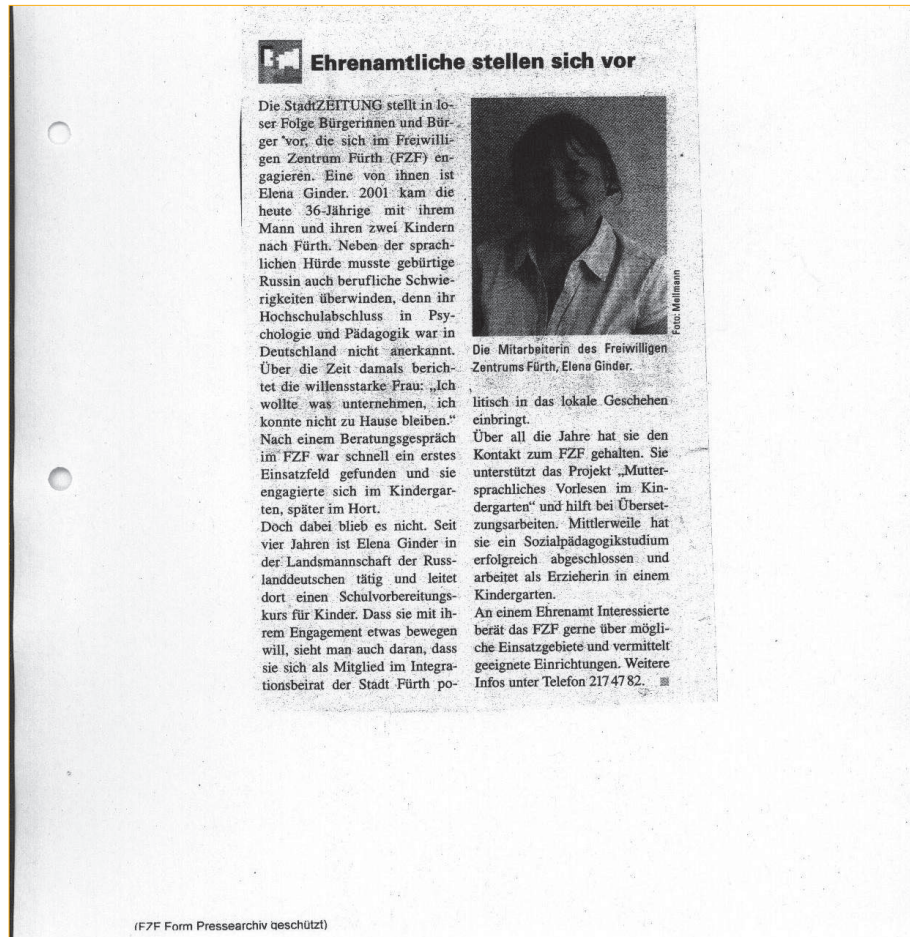 Ehrenamtliche stellen sich vor
Die StadtZEITUNG stellt in lo-
ser Folge Bürgerinnen und Bür-
ger vor, die sich im Freiwilli-
gen Zentrum Fürth (FZF) en-
gagieren. Eine von ihnen ist
Elena Ginder. 2001 kam die
heute 36-Jährige mit ihrem
Mann und ihren zwei Kindern
nach Fürth. Neben der sprach-
lichen Hürde musste gebürtige
Russin auch berufliche Schwie-
rigkeiten überwinden, denn ihr
Hochschulabschluss in Psy-
chologie und Pädagogik war in
Deutschland nicht anerkannt.
Über die Zeit damals berich-
tet die willensstarke Frau: „Ich
wollte was unternehmen, ich
konnte nicht zu Hause bleiben.“
Nach einem Beratungsgespräch
im FZF war schnell ein erstes
Einsatzfeld gefunden und sie
engagierte sich im Kindergar-
ten, später im Hort.
Doch dabei blieb es nicht. Seit
vier Jahren ist Elena Ginder in
der Landsmannschaft der Russ-
landdeutschen tätig und leitet
dort einen Schulvorbereitungs-
kurs für Kinder. Dass sie mit ih-
rem Engagement etwas bewegen
will, sieht man auch daran, dass
sie sich als Mitglied im Integra-
tionsbeirat der Stadt Fürth po-
Foto: Mellmann
Die Mitarbeiterin des Freiwilligen
Zentrums Fürth, Elena Ginder.
litisch in das lokale Geschehen
einbringt.
Über all die Jahre hat sie den
Kontakt zum FZF gehalten. Sie
unterstützt das Projekt „Mutter-
sprachliches Vorlesen im Kin-
dergarten“ und hilft bei Überset-
zungsarbeiten. Mittlerweile hat
sie ein Sozialpädagogikstudium
erfolgreich abgeschlossen und
arbeitet als Erzieherin in einem
Kindergarten.
An einem Ehrenamt Interessierte
berät das FZF gerne über mögli-
che Einsatzgebiete und vermittelt
geeignete Einrichtungen. Weitere
Infos unter Telefon 217 47 82.
(FZF Form Pressearchiv geschützt)